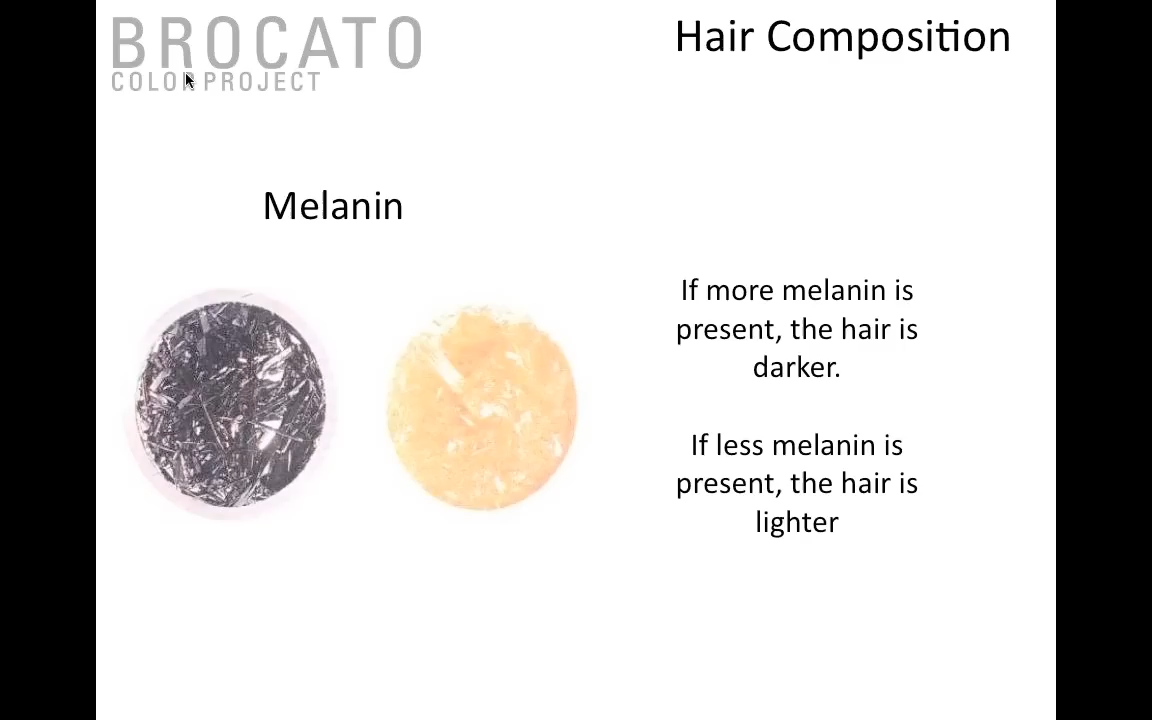 BROCATO
COLOR PROJECT
Hair Composition
Melanin
If more melanin is
present, the hair is
darker.
If less melanin is
present, the hair is
lighter